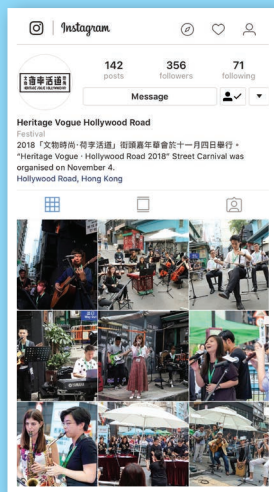 Instagram
142 356 71
posts followers following
Message
Heritage Vogue Hollywood Road
Festival
2018「文物時尚·荷李活道」街頭嘉年華會於十一月四日舉行。
"Heritage Vogue · Hollywood Road 2018" Street Carnival was
organised on November 4.
Hollywood Road, Hong Kong